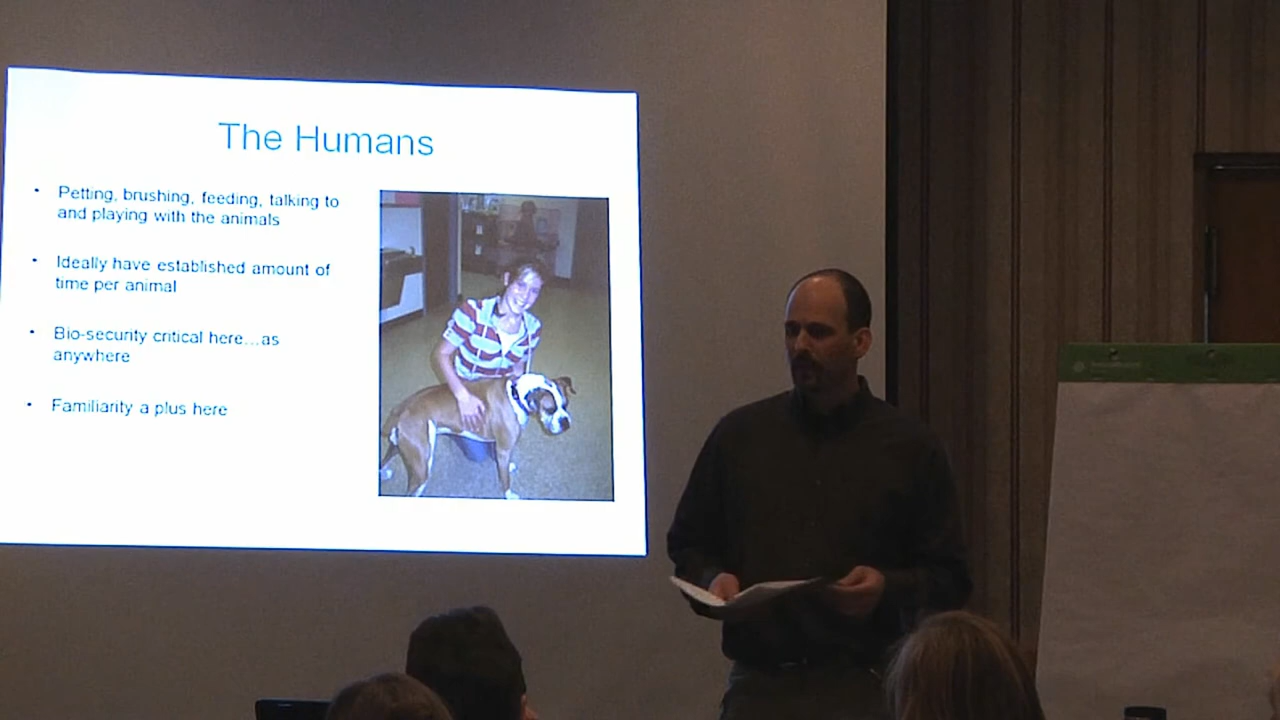 The Humans
• Petting, brushing, feeding, talking to
and playing with the animals
• Ideally have established amount of
time per animal
• Bio-security critical here...as
anywhere
• Familiarity a plus here